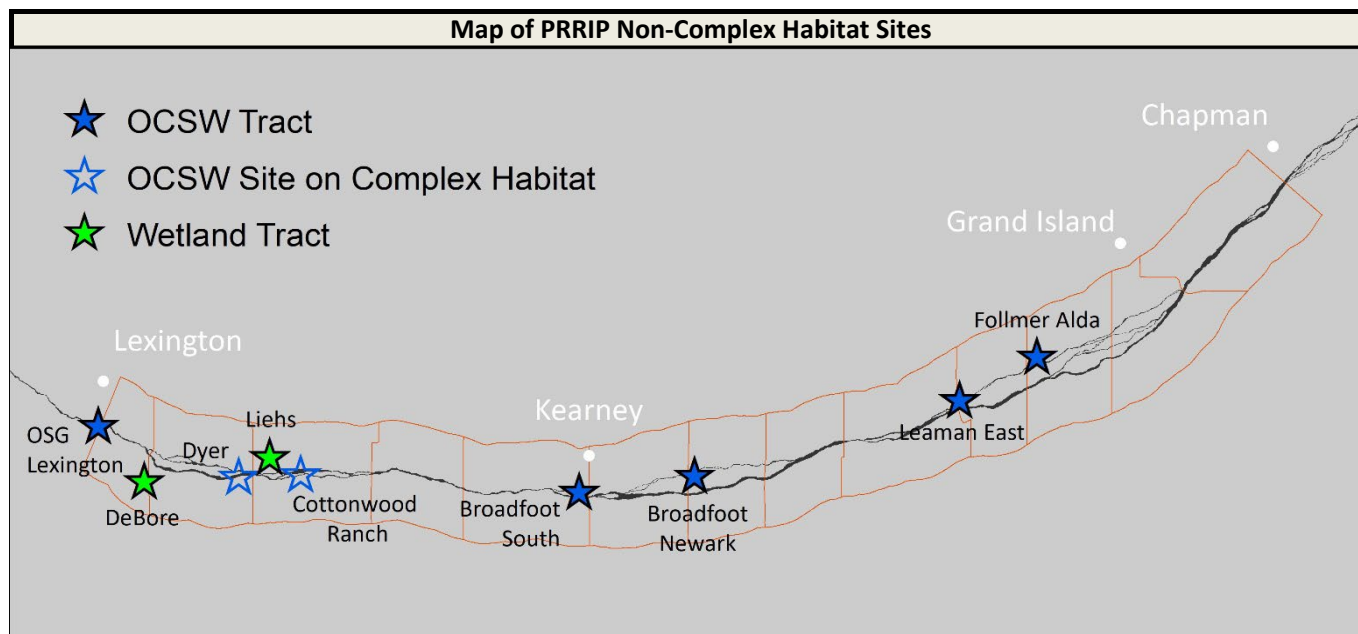 Map of PRRIP Non-Complex Habitat Sites
OCSW Tract
OCSW Site on Complex Habitat
Wetland Tract
Chapman
Grand Island
Follmer Alda
Lexington
Liehs
Kearney
Leaman East
OSG
Lexington
Dyer
DeBore
Cottonwood
Ranch
Broadfoot
South
Broadfoot
Newark